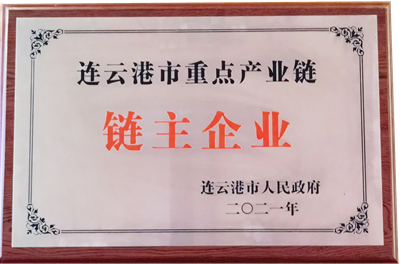 连云港市重点产业链
链主企业
连云港市人民政府
二〇二一年